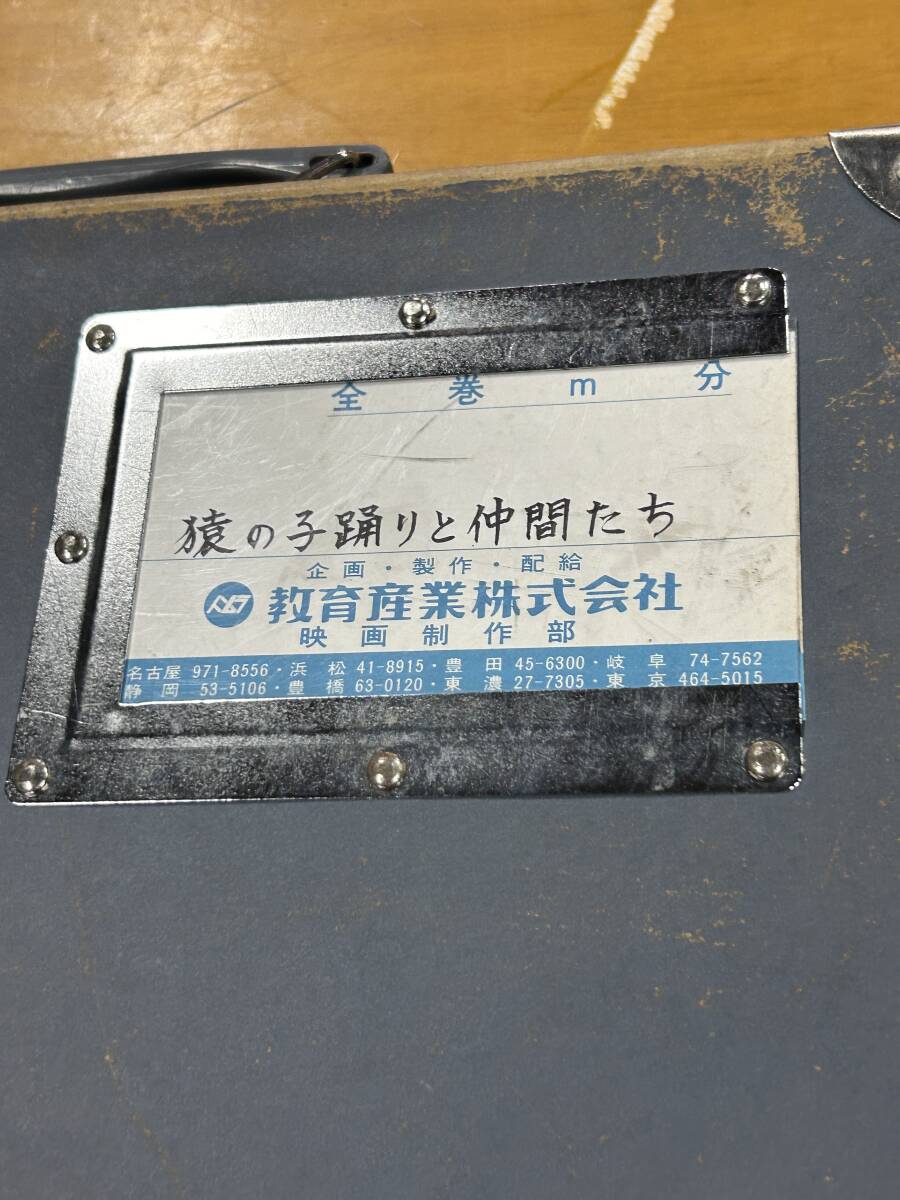 全 巻 m 分
猿の子踊りと仲間たち
企画・製作・配給
教育産業株式会社
映画制作部
名古屋 971-8556・浜 松 41-8915・豊 田 45-6300・岐 阜 74-7562
静 岡 53-5106・豊 橋 63-0120・東 濃 27-7305・東 京 464-5015